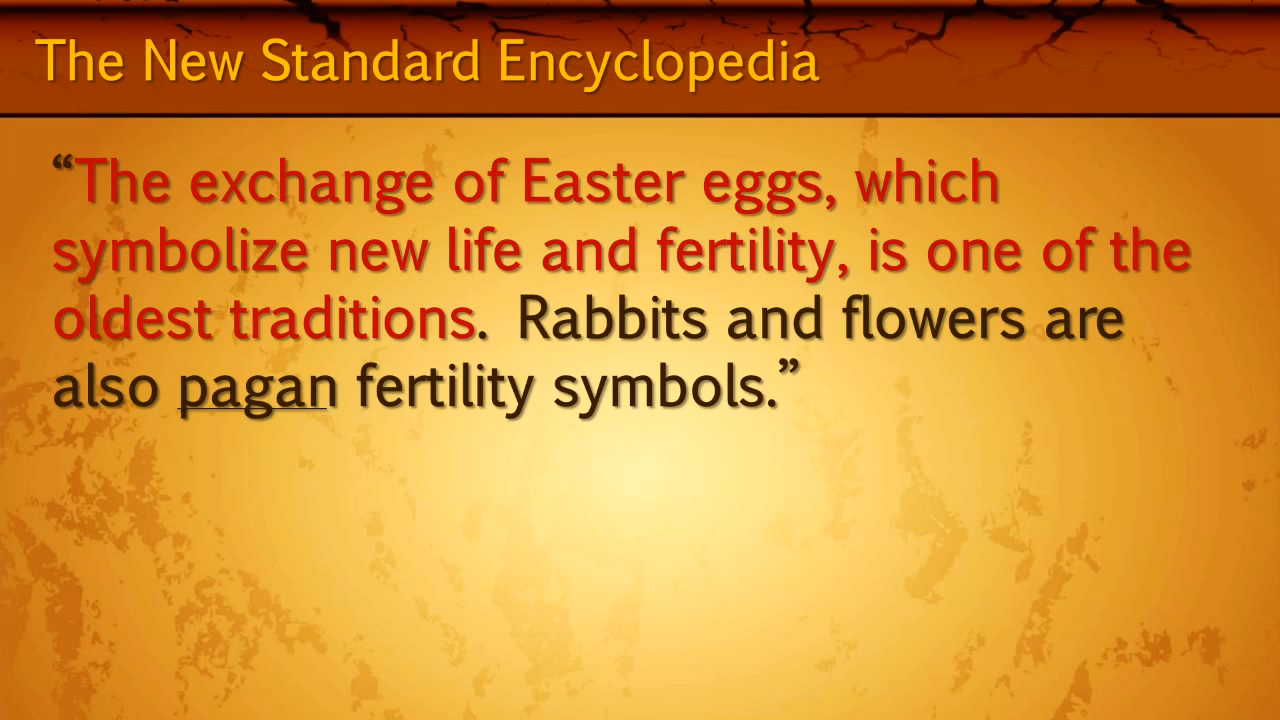 The New Standard Encyclopedia
“The exchange of Easter eggs, which
symbolize new life and fertility, is one of the
oldest traditions.  Rabbits and flowers are
also pagan fertility symbols.”